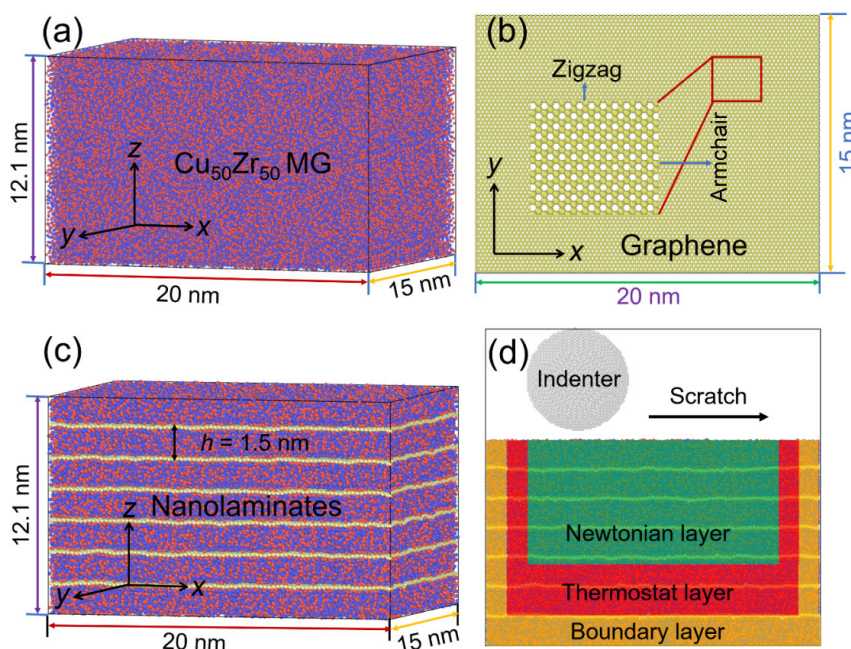 (a)
12.1 nm
Cu₅₀Zr₅₀ MG
z
y
x
20 nm
15 nm
(b)
Zigzag
Armchair
y
x
Graphene
20 nm
15 nm
(c)
12.1 nm
h = 1.5 nm
Nanolaminates
z
y
x
20 nm
15 nm
(d)
Indenter
Scratch
Newtonian layer
Thermostat layer
Boundary layer